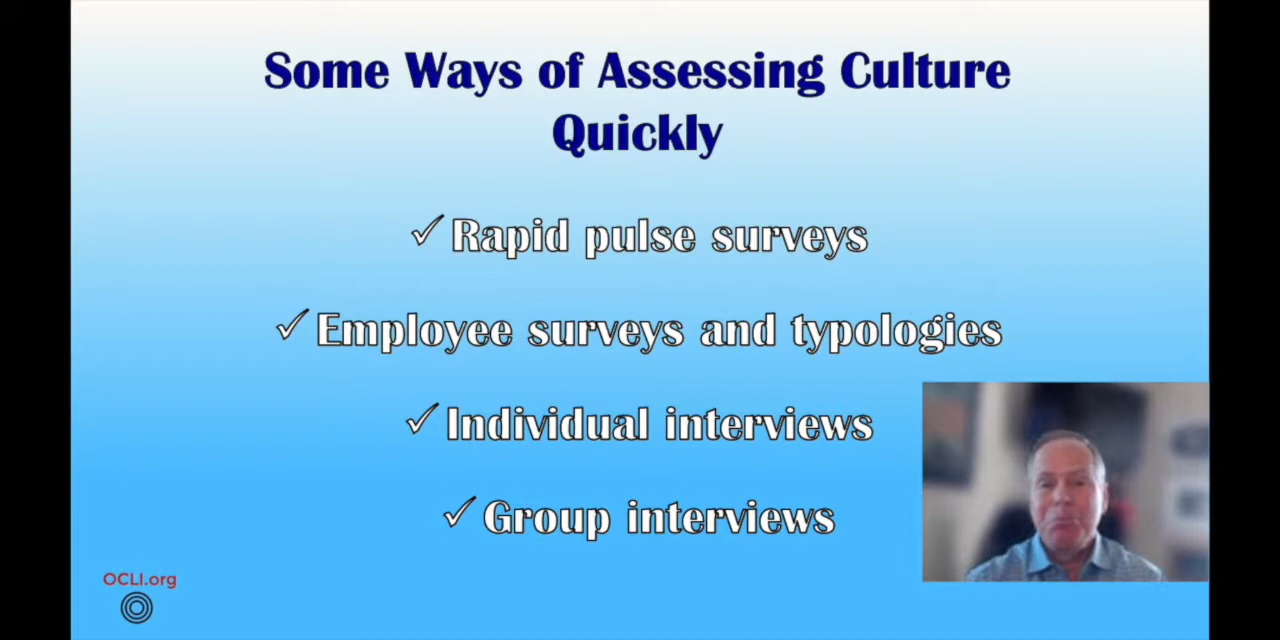 Some Ways of Assessing Culture
Quickly
✓ Rapid pulse surveys
✓ Employee surveys and typologies
✓ Individual interviews
✓ Group interviews
OCLI.org